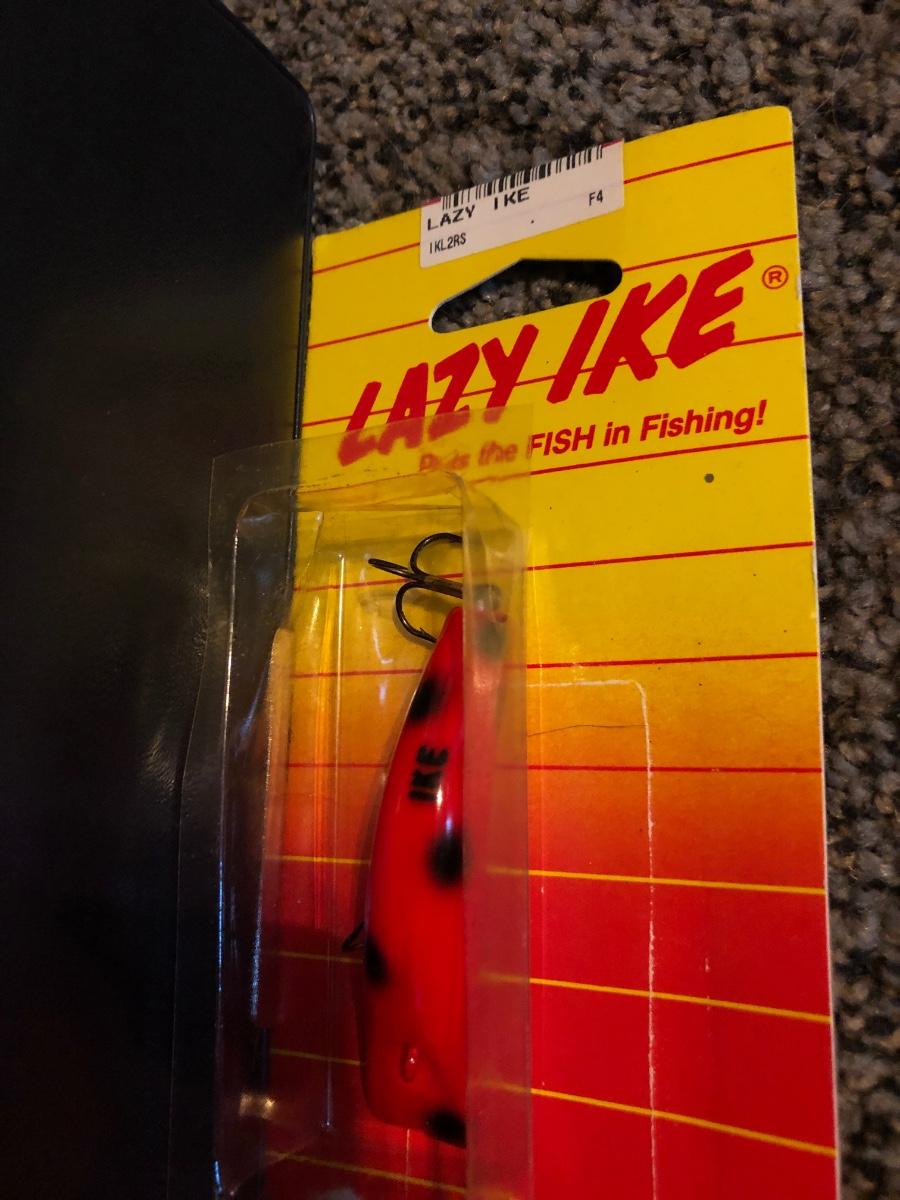 LAZY IKE F4
IKL2RS
LAZY IKE ®
Puts the FISH in Fishing!
IKE